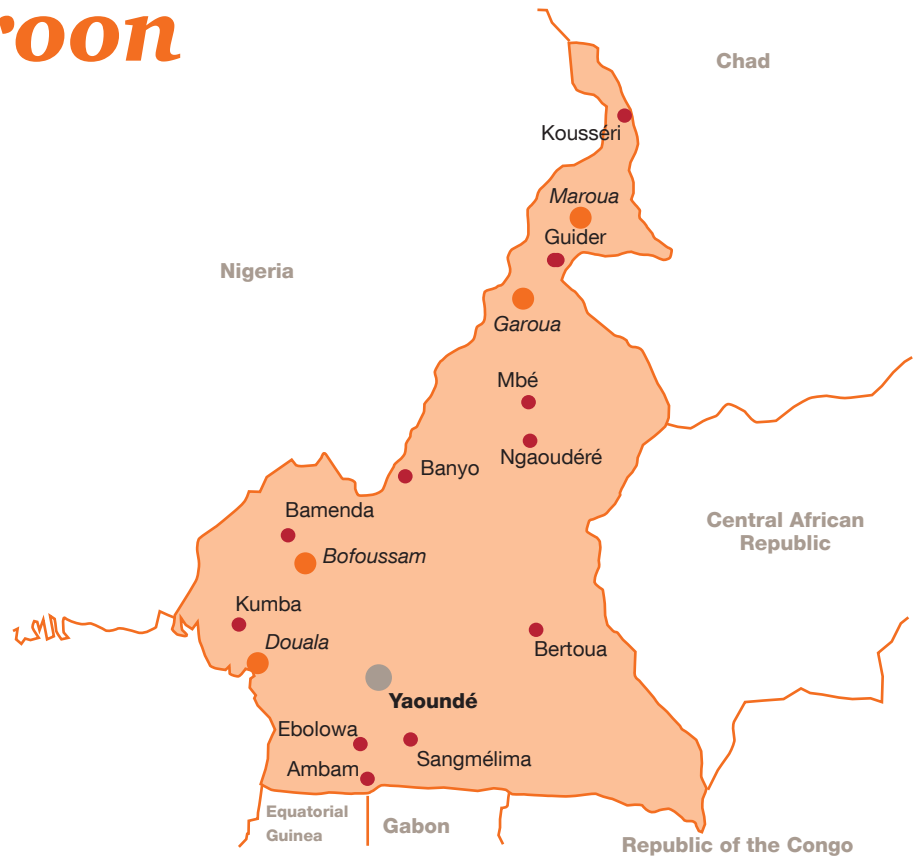 roon
Chad
Kousséri
Maroua
Guider
Nigeria
Garoua
Mbé
Ngaoudéré
Banyo
Bamenda
Central African
Republic
Bofoussam
Kumba
Douala
Bertoua
Yaoundé
Ebolowa
Sangmélima
Ambam
Equatorial
Guinea
Gabon
Republic of the Congo